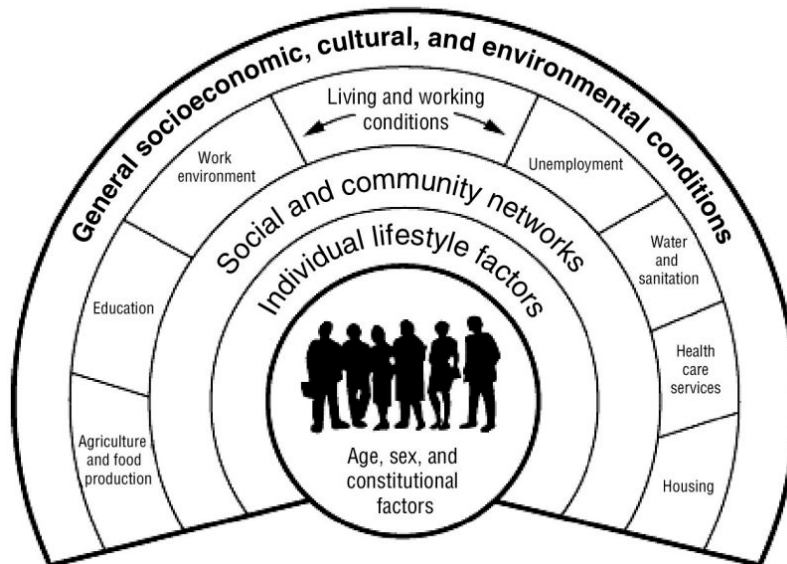 General socioeconomic, cultural, and environmental conditions
Living and working
conditions
Work
environment
Unemployment
Social and community networks
Education
Water
and
sanitation
Individual lifestyle factors
Health
care
services
Agriculture
and food
production
Housing
Age, sex, and
constitutional
factors